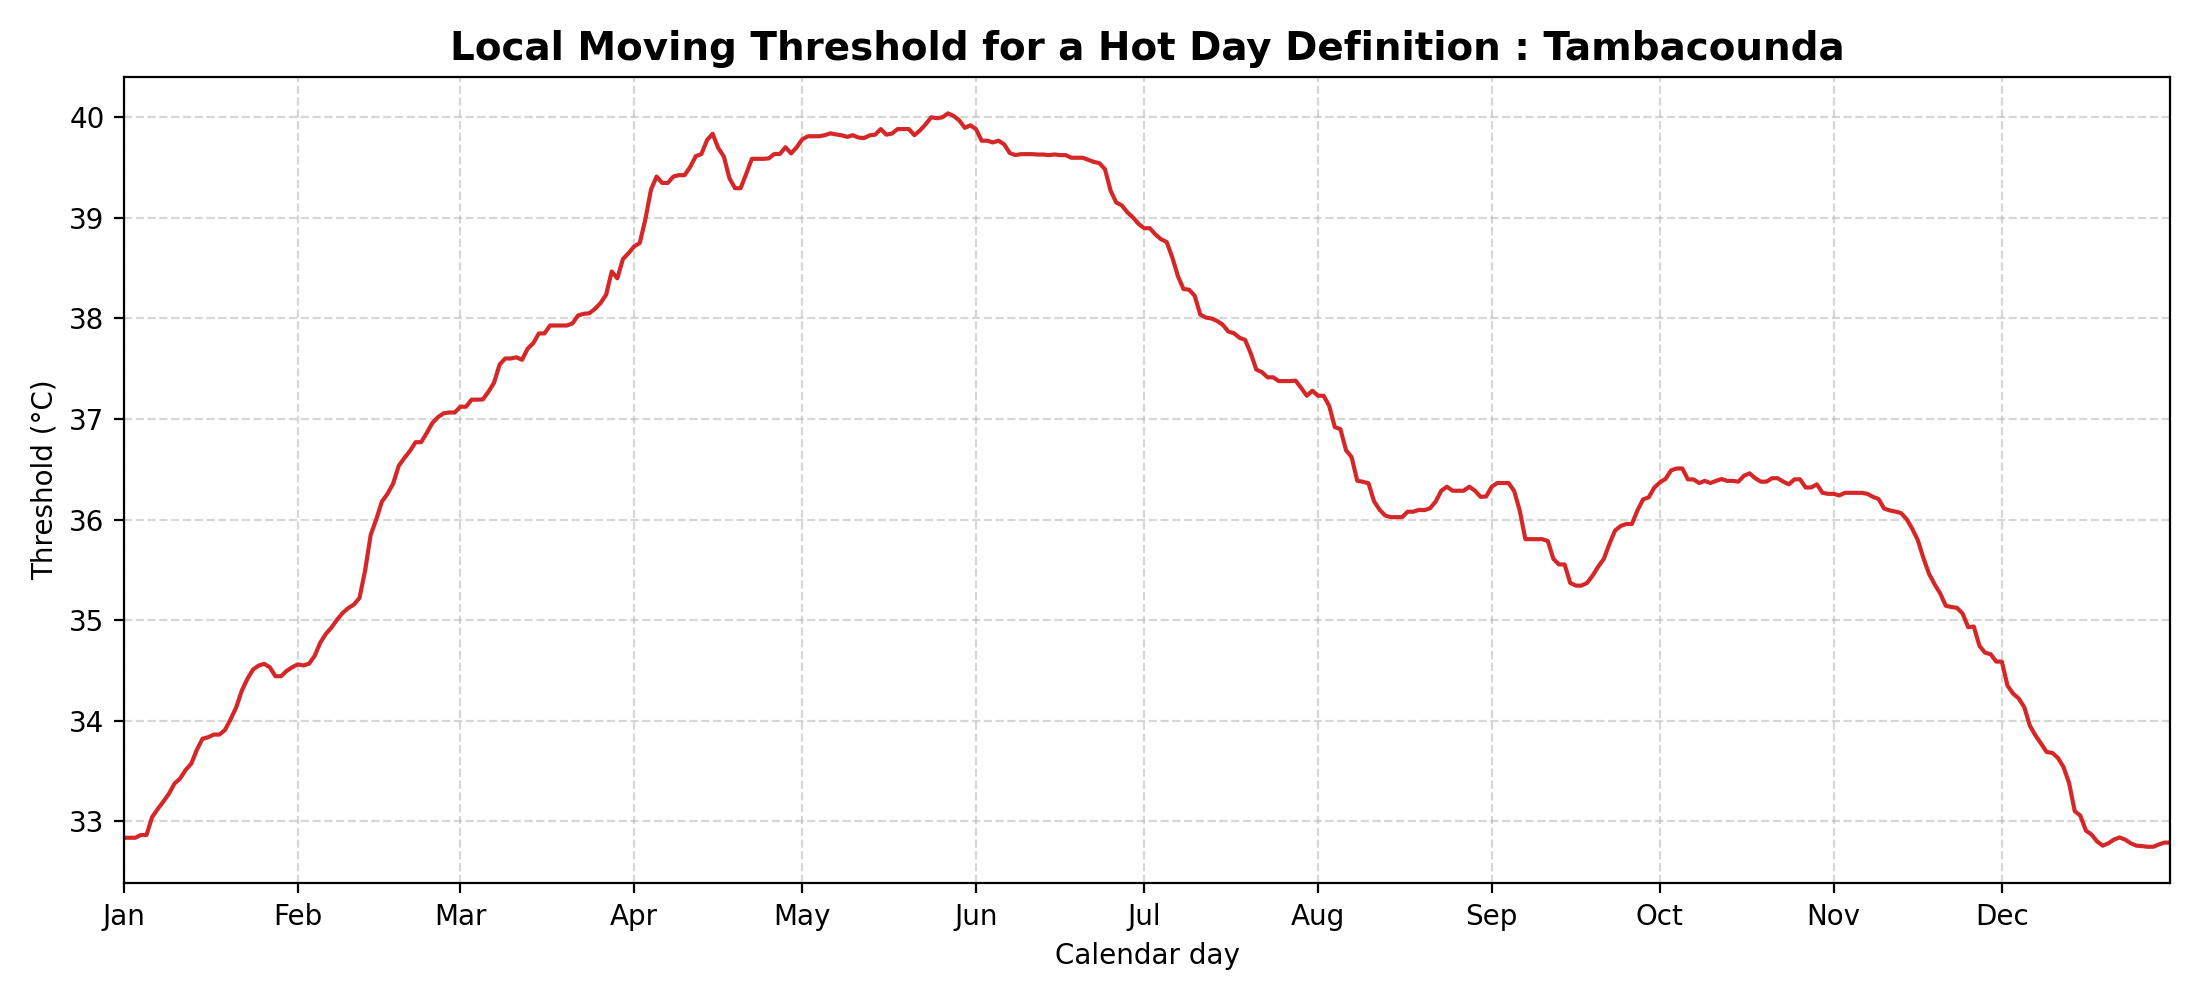 Local Moving Threshold for a Hot Day Definition : Tambacounda
40
39
38
37
36
35
34
33
Threshold (°C)
Jan Feb Mar Apr May Jun Jul Aug Sep Oct Nov Dec
Calendar day